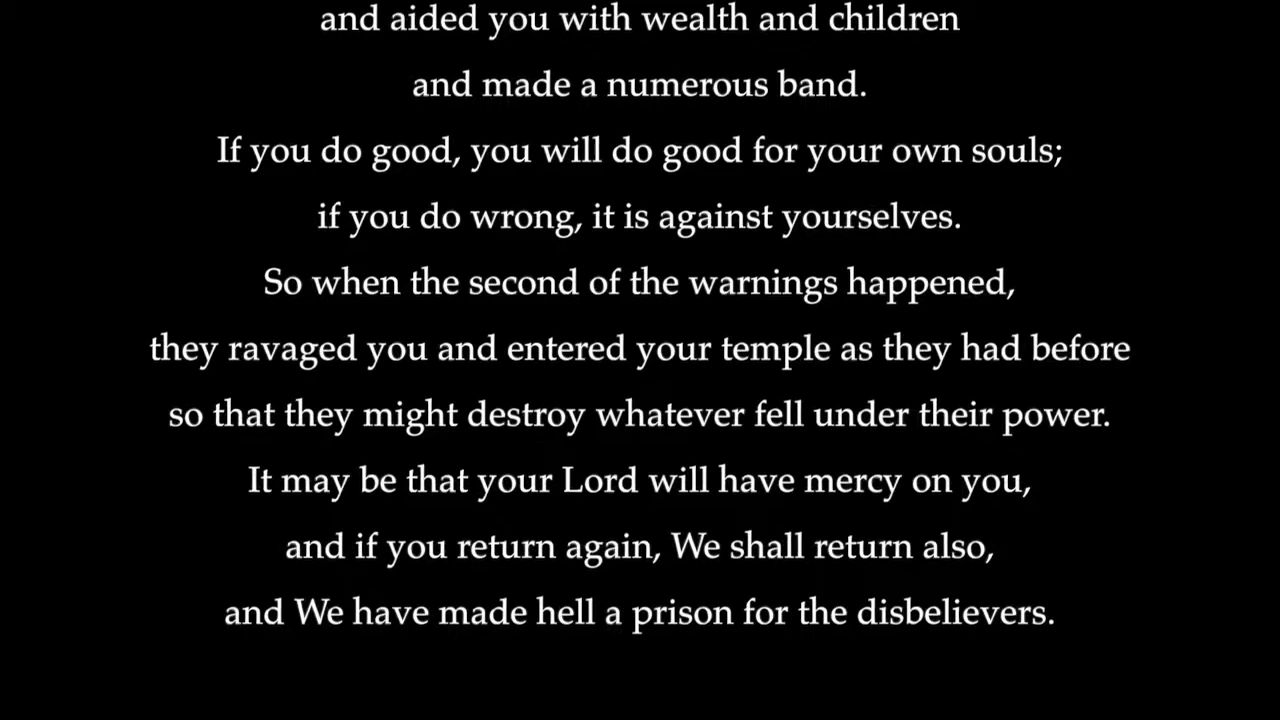 and aided you with wealth and children
and made a numerous band.
If you do good, you will do good for your own souls;
if you do wrong, it is against yourselves.
So when the second of the warnings happened,
they ravaged you and entered your temple as they had before
so that they might destroy whatever fell under their power.
It may be that your Lord will have mercy on you,
and if you return again, We shall return also,
and We have made hell a prison for the disbelievers.